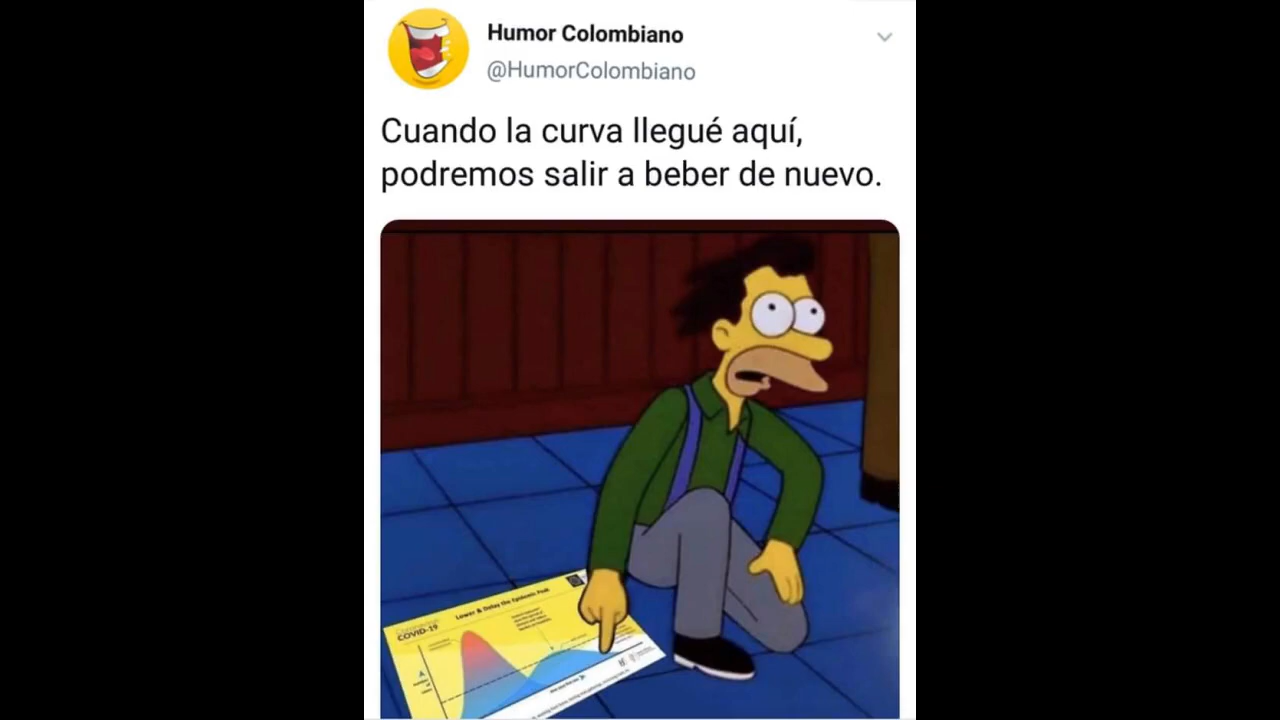 Humor Colombiano
@HumorColombiano
Cuando la curva llegué aquí,
podremos salir a beber de nuevo.
Lower & Delay the Epidemic Peak
COVID-19